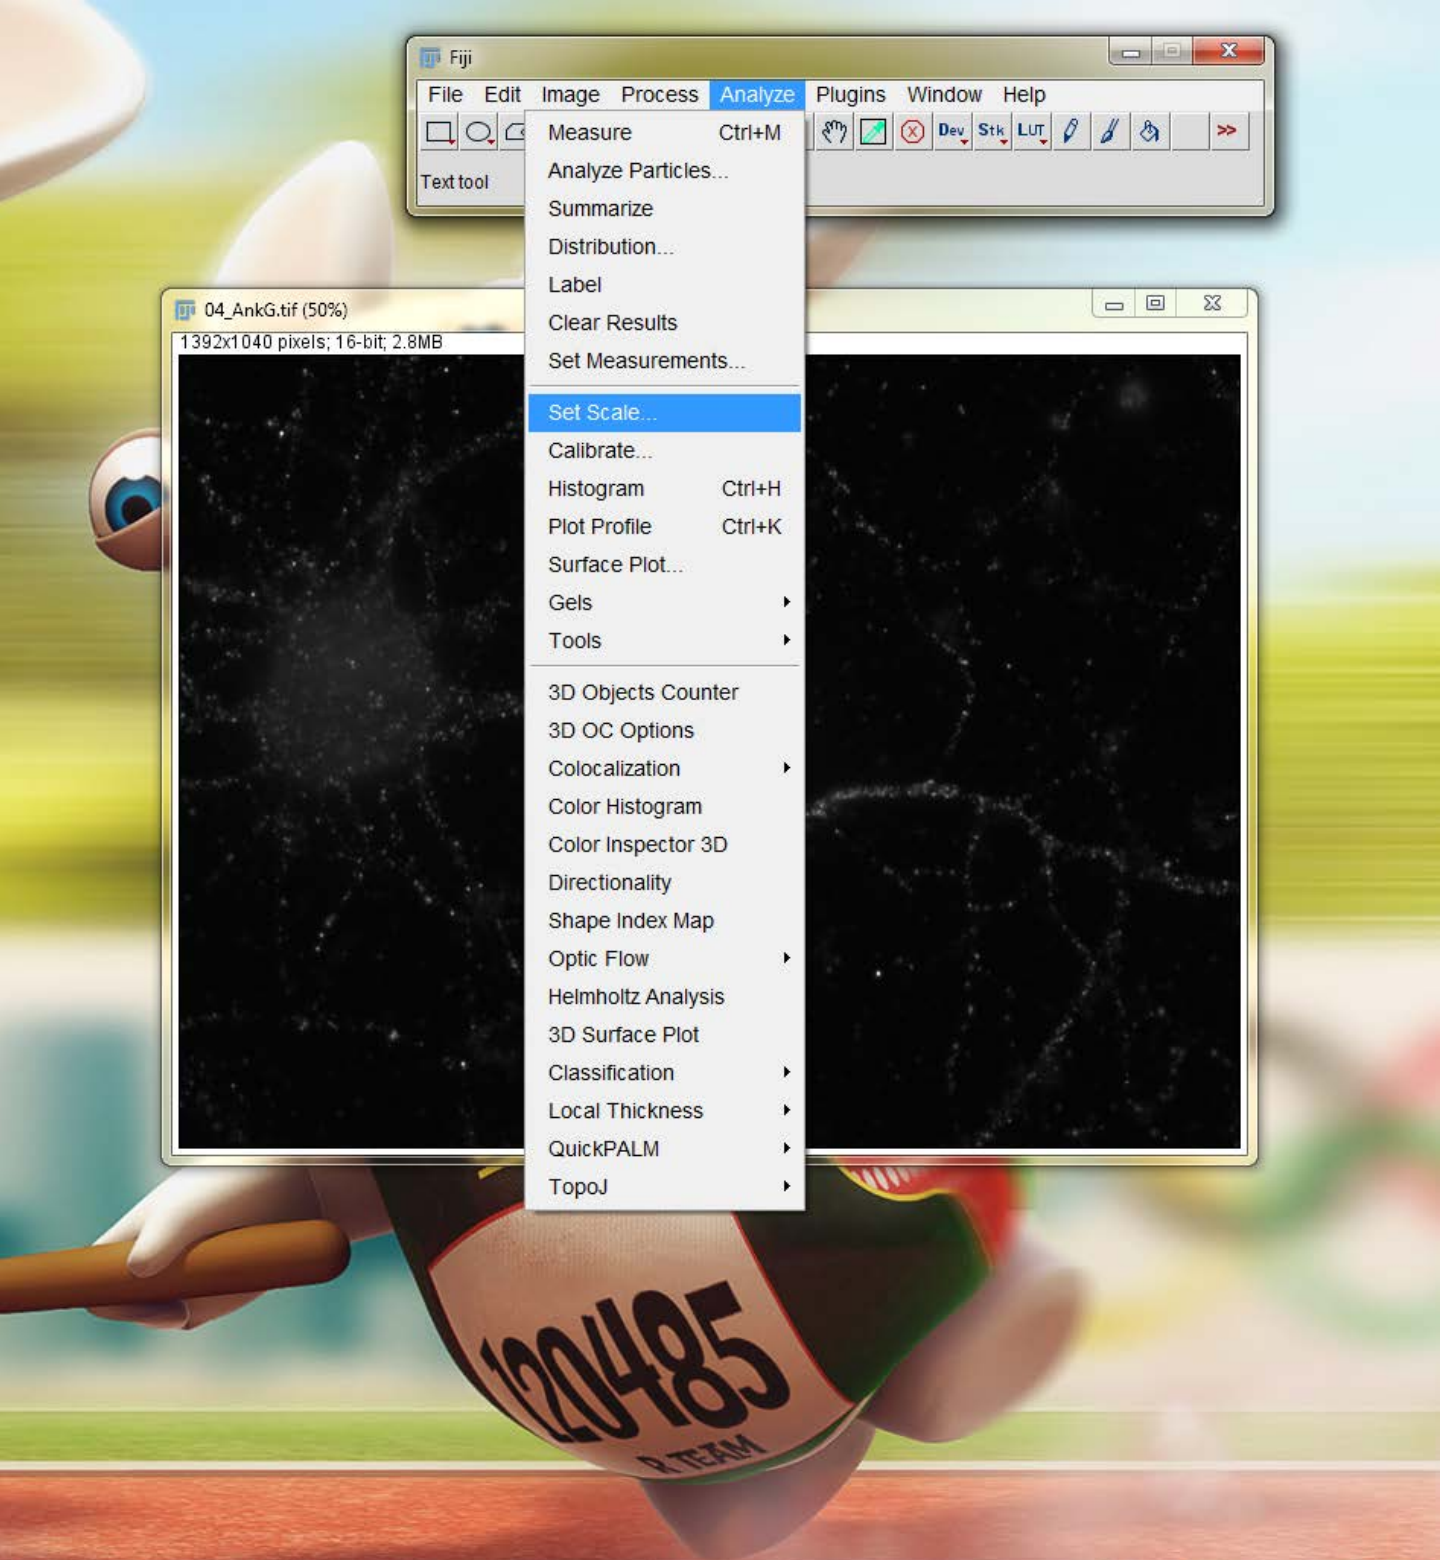 Fiji
File Edit Image Process Analyze Plugins Window Help
Dev Stk LUT >>
Text tool
Measure Ctrl+M
Analyze Particles...
Summarize
Distribution...
Label
Clear Results
Set Measurements...
Set Scale...
Calibrate...
Histogram Ctrl+H
Plot Profile Ctrl+K
Surface Plot...
Gels
Tools
3D Objects Counter
3D OC Options
Colocalization
Color Histogram
Color Inspector 3D
Directionality
Shape Index Map
Optic Flow
Helmholtz Analysis
3D Surface Plot
Classification
Local Thickness
QuickPALM
TopoJ
04_AnkG.tif (50%)
1392x1040 pixels; 16-bit; 2.8MB
120485
R TEAM